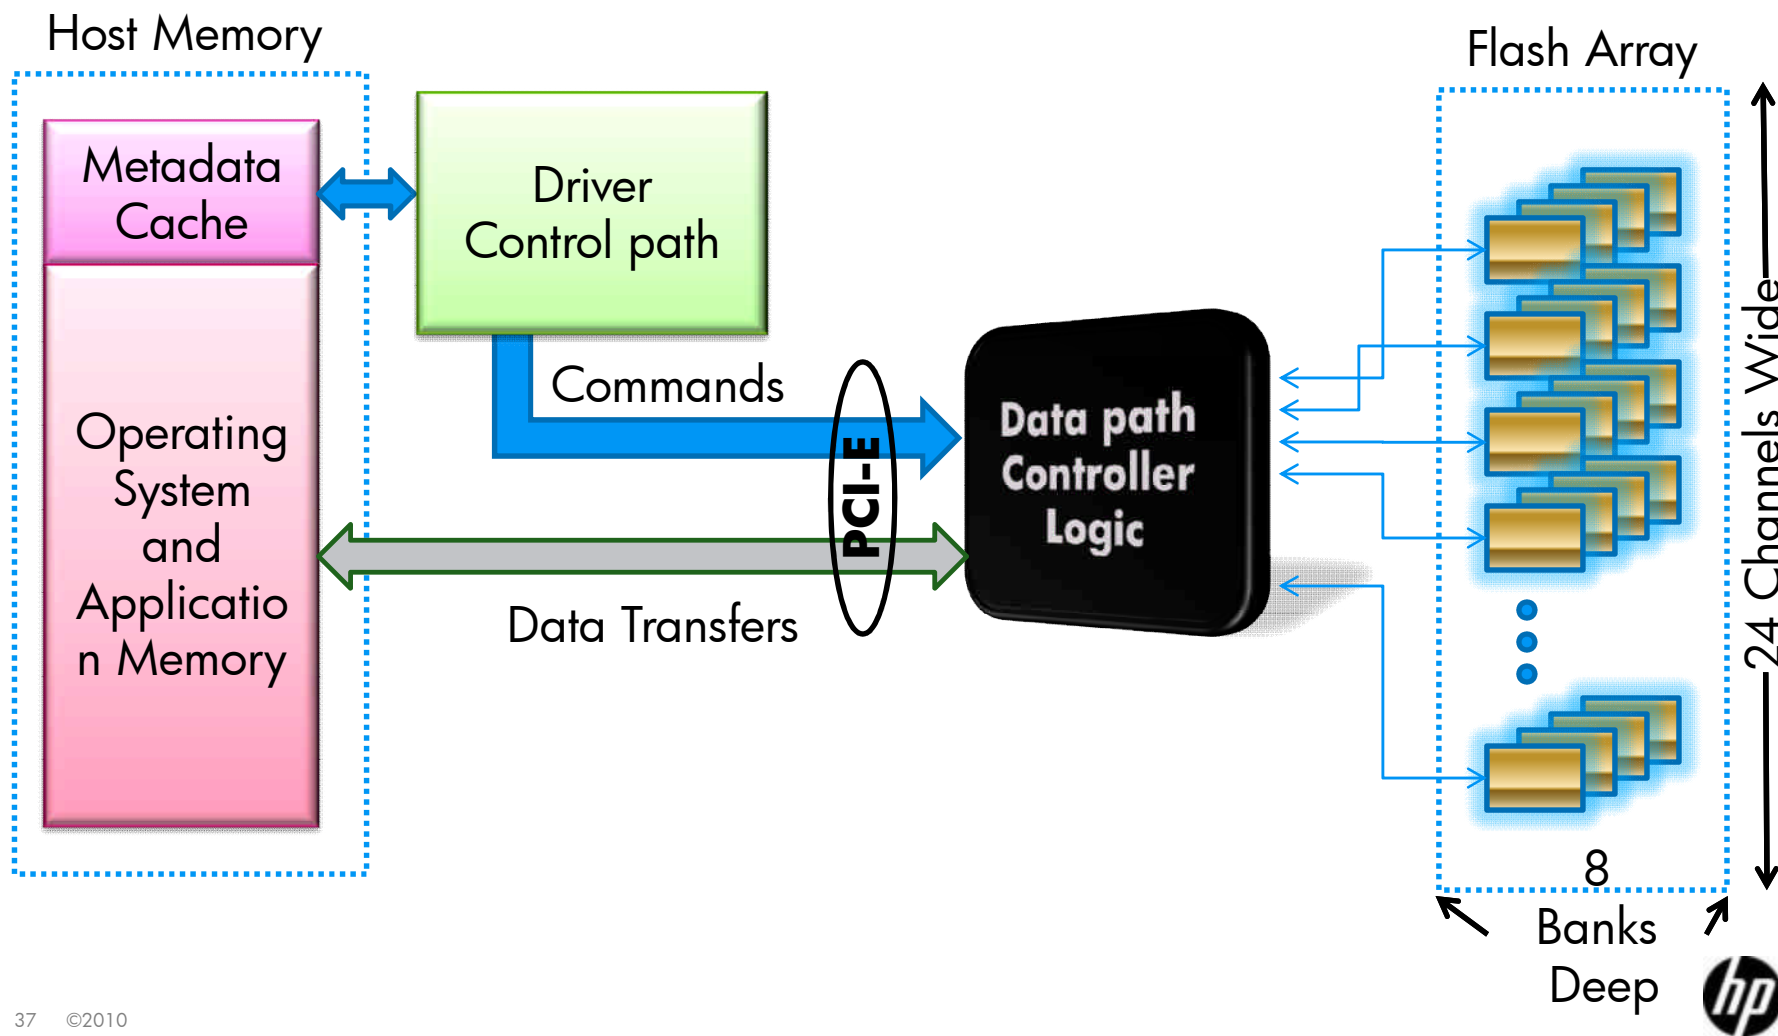 Host Memory
Flash Array
Metadata
Cache
Driver
Control path
Operating
System
and
Applicatio
n Memory
Commands
PCI-E
Data Transfers
Data path
Controller
Logic
24 Channels Wide
8
Banks
Deep
hp
37 ©2010